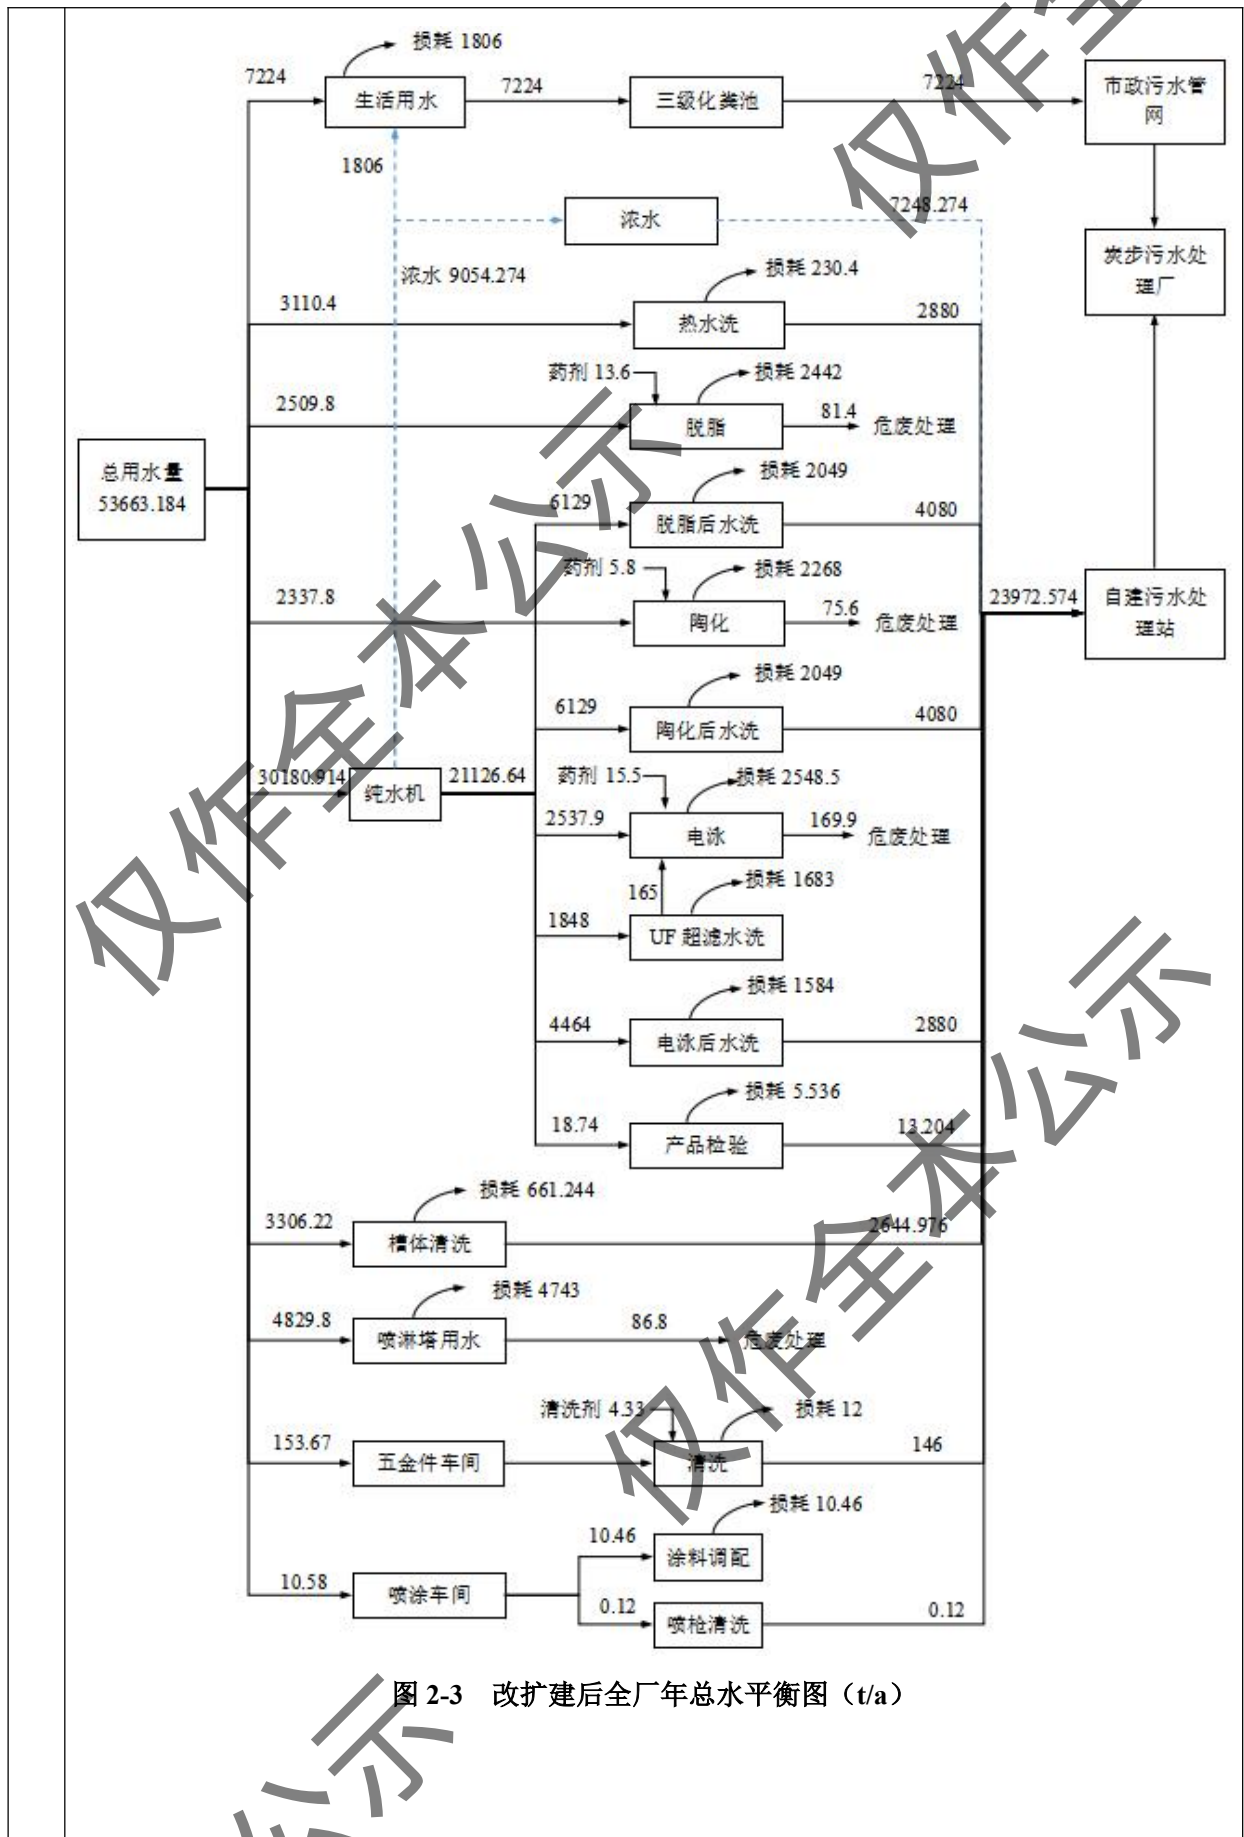 损耗 1806
7224
生活用水
7224
三级化粪池
7224
市政污水管
网
1806
浓水
7248.274
炭步污水处
理厂
浓水 9054.274
损耗 230.4
3110.4
热水洗
2880
药剂 13.6
损耗 2442
2509.8
脱脂
81.4
危废处理
总用水量
53663.184
损耗 2049
6129
脱脂后水洗
4080
药剂 5.8
损耗 2268
2337.8
陶化
75.6
危废处理
23972.574
自建污水处
理站
损耗 2049
6129
陶化后水洗
4080
30180.914
纯水机
21126.64
药剂 15.5
损耗 2548.5
2537.9
电泳
169.9
危废处理
165
损耗 1683
1848
UF 超滤水洗
损耗 1584
4464
电泳后水洗
2880
损耗 5.536
18.74
产品检验
13.204
损耗 661.244
3306.22
槽体清洗
2644.976
损耗 4743
4829.8
喷淋塔用水
86.8
危废处理
清洗剂 4.33
损耗 12
153.67
五金件车间
清洗
146
损耗 10.46
10.46
涂料调配
10.58
喷涂车间
0.12
喷枪清洗
0.12
图 2-3 改扩建后全厂年总水平衡图（t/a）
仅作全
仅作全本公示
仅作全本公示
公示